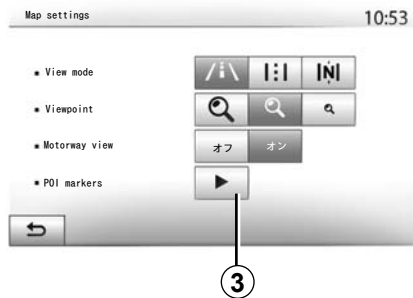 Map settings 10:53
View mode
N
Viewpoint
Motorway view オフ オン
POI markers
3